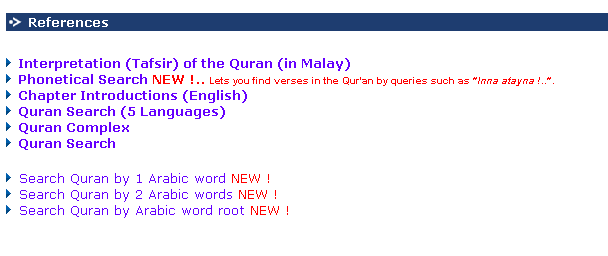 References
Interpretation (Tafsir) of the Quran (in Malay)
Phonetical Search NEW !.. Lets you find verses in the Qur'an by queries such as "Inna atayna !..".
Chapter Introductions (English)
Quran Search (5 Languages)
Quran Complex
Quran Search
Search Quran by 1 Arabic word NEW !
Search Quran by 2 Arabic words NEW !
Search Quran by Arabic word root NEW !